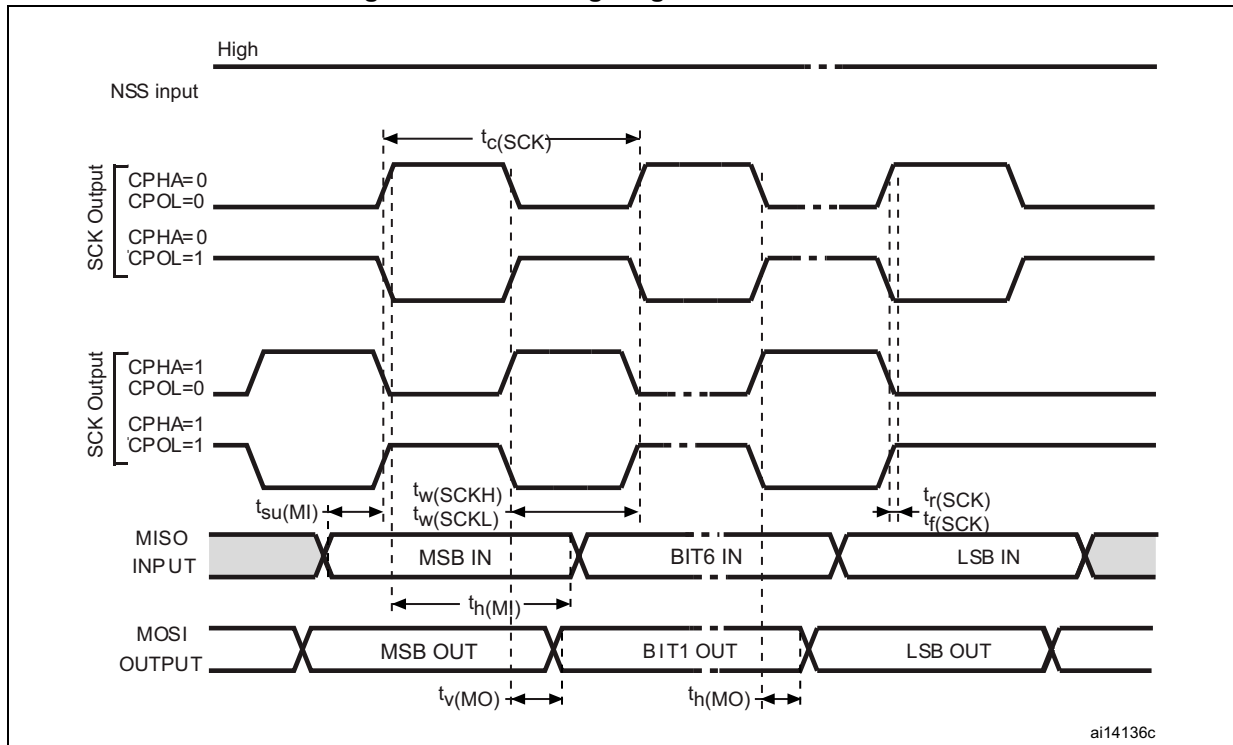 High
NSS input
tc(SCK)
SCK Output
CPHA=0
CPOL=0
CPHA=0
CPOL=1
SCK Output
CPHA=1
CPOL=0
CPHA=1
CPOL=1
tsu(MI)
tw(SCKH)
tw(SCKL)
tr(SCK)
tf(SCK)
MISO
INPUT
MSB IN
BIT6 IN
LSB IN
th(MI)
MOSI
OUTPUT
MSB OUT
BIT1 OUT
LSB OUT
tv(MO)
th(MO)
ai14136c